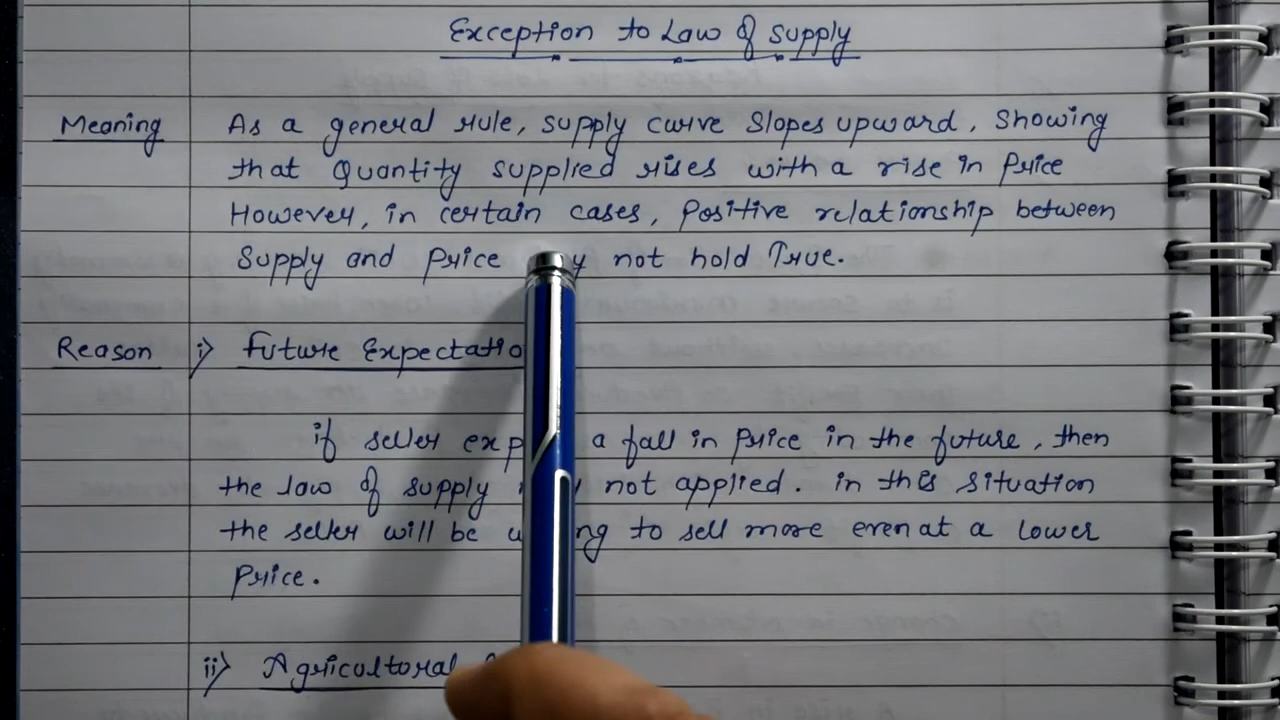 Exception to Law of Supply
Meaning As a general rule, supply curve Slopes upward, Showing
that Quantity supplied rises with a rise in Price
However, in certain cases, Positive relationship between
Supply and Price not hold True.
Reason i) Future
if seller a fall in Price in the future, then
the law of supply not applied. in this situation
the seller will be to sell more even at a lower
Price.
ii) Agricultoral